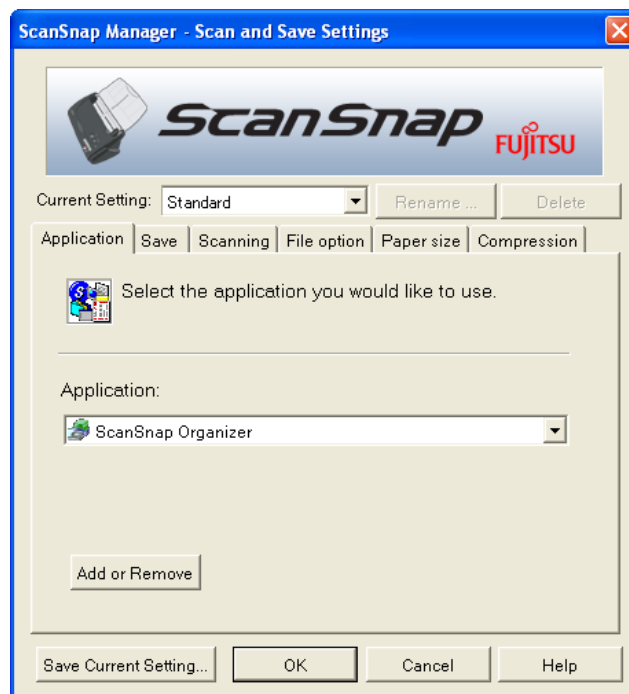 ScanSnap Manager - Scan and Save Settings
ScanSnap FUJITSU
Current Setting: Standard Rename ... Delete
Application Save Scanning File option Paper size Compression
Select the application you would like to use.
Application:
ScanSnap Organizer
Add or Remove
Save Current Setting... OK Cancel Help